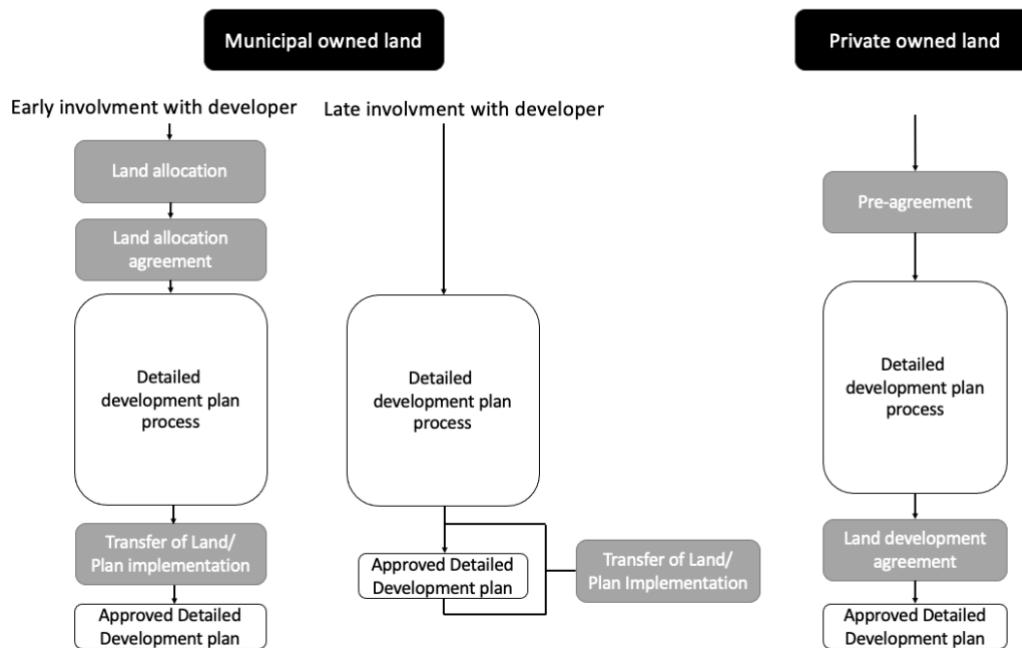 Municipal owned land
Private owned land
Early involvment with developer
Late involvment with developer
Land allocation
Land allocation
agreement
Detailed
development plan
process
Transfer of Land/
Plan implementation
Approved Detailed
Development plan
Detailed
development plan
process
Approved Detailed
Development plan
Transfer of Land/
Plan Implementation
Pre-agreement
Detailed
development plan
process
Land development
agreement
Approved Detailed
Development plan